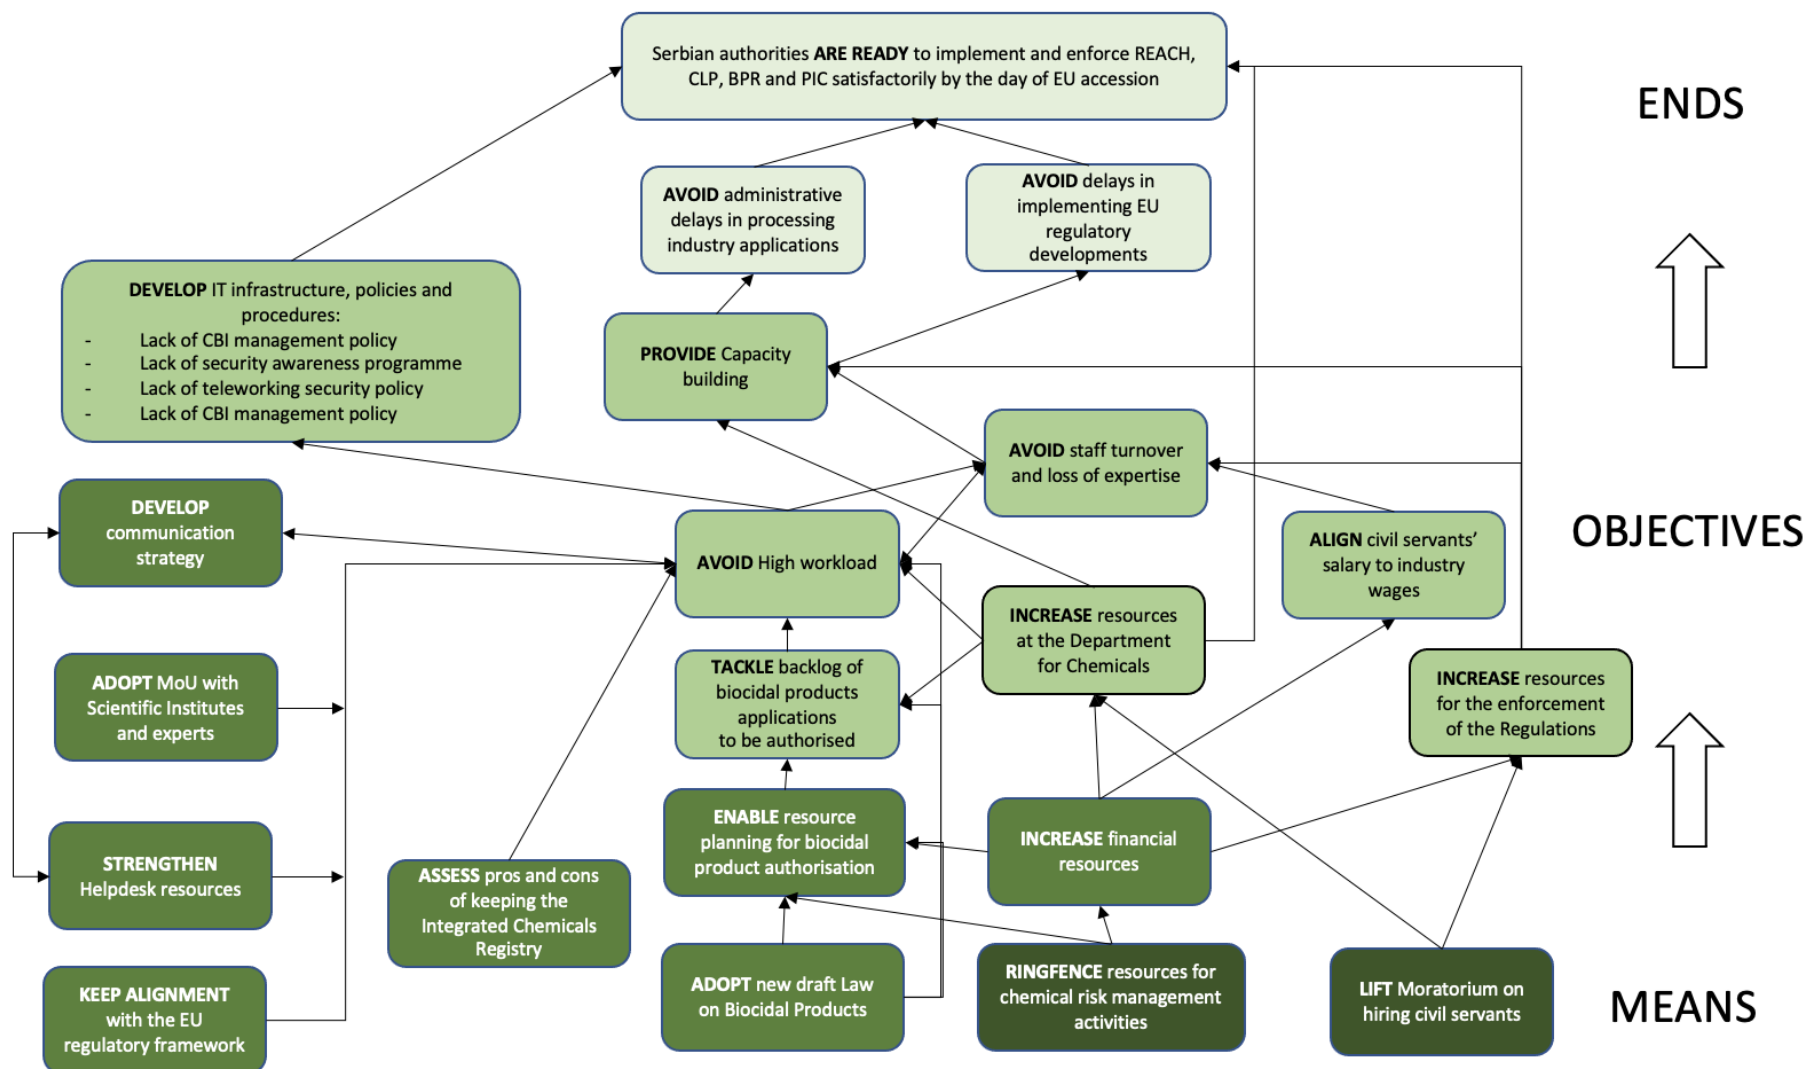 Serbian authorities ARE READY to implement and enforce REACH,
CLP, BPR and PIC satisfactorily by the day of EU accession
ENDS
AVOID administrative
delays in processing
industry applications
AVOID delays in
implementing EU
regulatory
developments
DEVELOP IT infrastructure, policies and
procedures:
- Lack of CBI management policy
- Lack of security awareness programme
- Lack of teleworking security policy
- Lack of CBI management policy
PROVIDE Capacity
building
AVOID staff turnover
and loss of expertise
DEVELOP
communication
strategy
AVOID High workload
ALIGN civil servants’
salary to industry
wages
OBJECTIVES
INCREASE resources
at the Department
for Chemicals
ADOPT MoU with
Scientific Institutes
and experts
TACKLE backlog of
biocidal products
applications
to be authorised
INCREASE resources
for the enforcement
of the Regulations
STRENGTHEN
Helpdesk resources
ASSESS pros and cons
of keeping the
Integrated Chemicals
Registry
ENABLE resource
planning for biocidal
product authorisation
INCREASE financial
resources
KEEP ALIGNMENT
with the EU
regulatory framework
ADOPT new draft Law
on Biocidal Products
RINGFENCE resources for
chemical risk management
activities
LIFT Moratorium on
hiring civil servants
MEANS